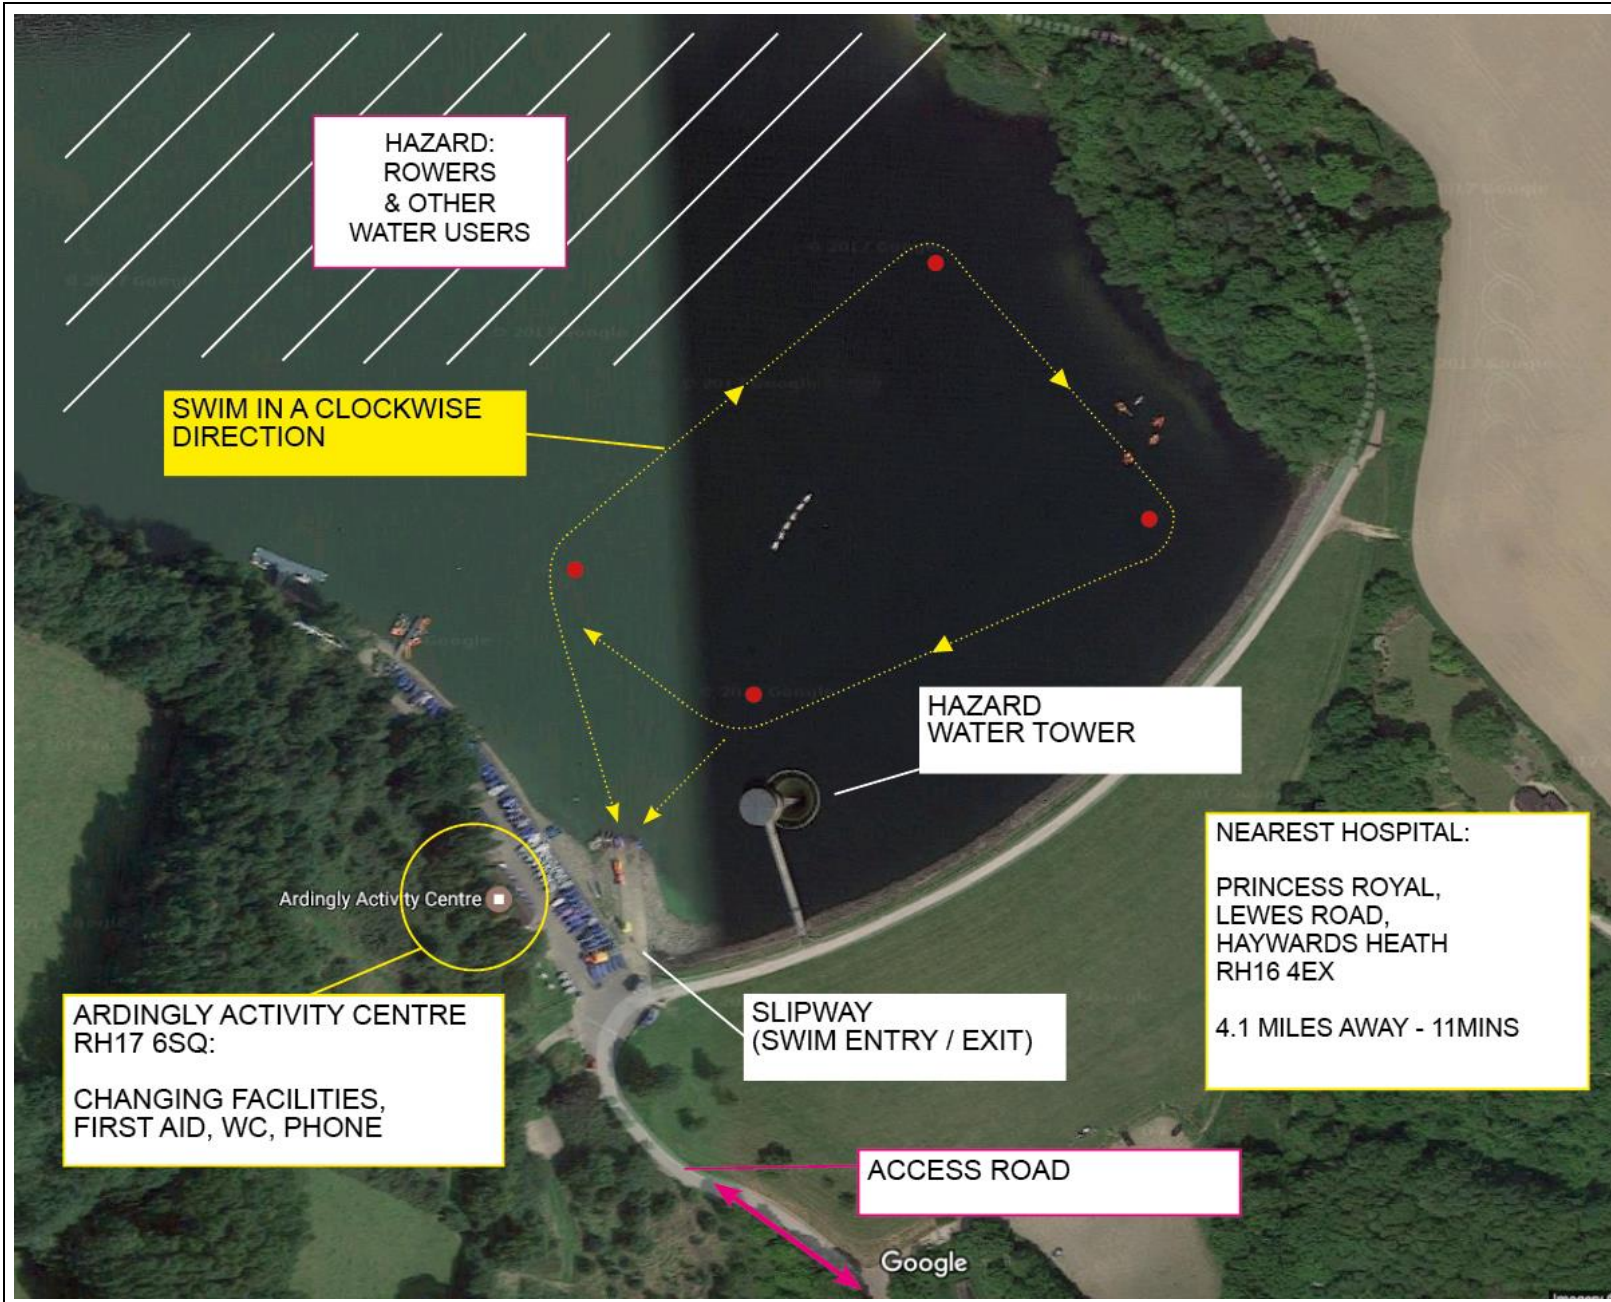 HAZARD:
ROWERS
& OTHER
WATER USERS
© 2017 Google
SWIM IN A CLOCKWISE
DIRECTION
HAZARD
WATER TOWER
Ardingly Activity Centre
NEAREST HOSPITAL:
PRINCESS ROYAL,
LEWES ROAD,
HAYWARDS HEATH
RH16 4EX
4.1 MILES AWAY - 11MINS
ARDINGLY ACTIVITY CENTRE
RH17 6SQ:
CHANGING FACILITIES,
FIRST AID, WC, PHONE
SLIPWAY
(SWIM ENTRY / EXIT)
ACCESS ROAD
Google